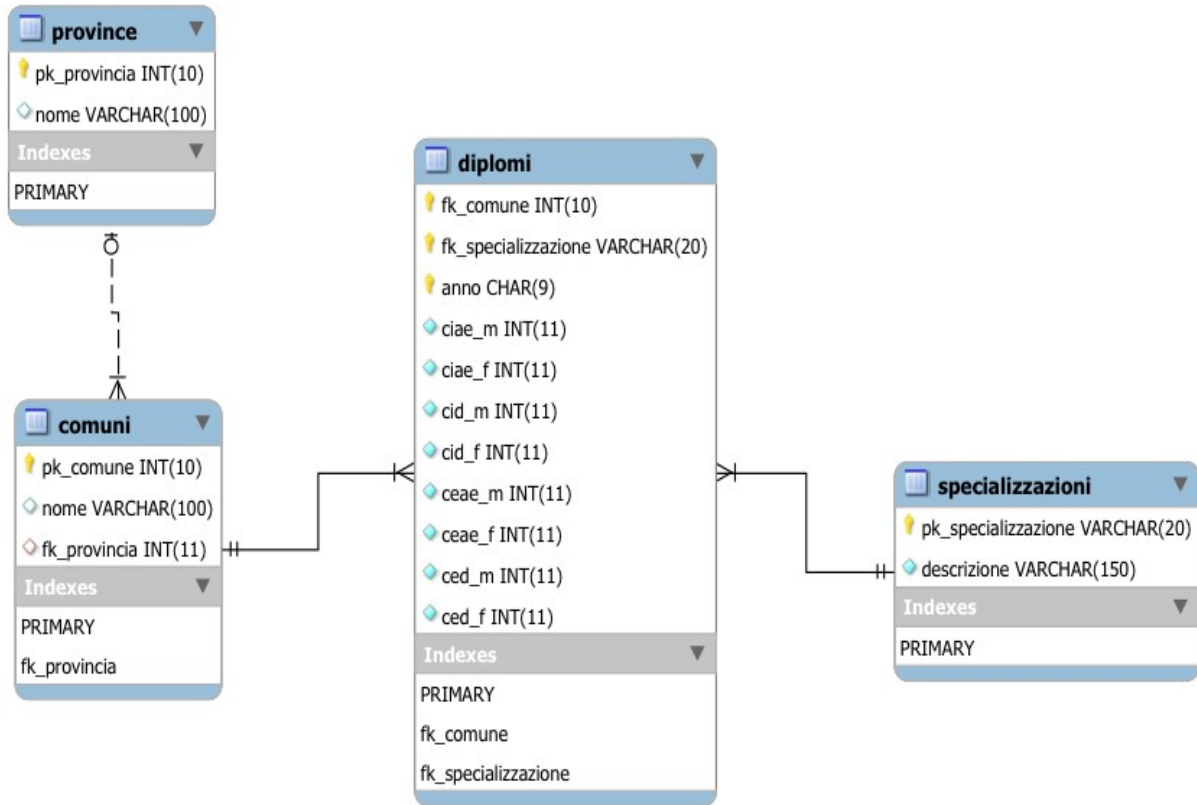 province
pk_provincia INT(10)
nome VARCHAR(100)
Indexes
PRIMARY
comuni
pk_comune INT(10)
nome VARCHAR(100)
fk_provincia INT(11)
Indexes
PRIMARY
fk_provincia
diplomi
fk_comune INT(10)
fk_specializzazione VARCHAR(20)
anno CHAR(9)
ciae_m INT(11)
ciae_f INT(11)
cid_m INT(11)
cid_f INT(11)
ceae_m INT(11)
ceae_f INT(11)
ced_m INT(11)
ced_f INT(11)
Indexes
PRIMARY
fk_comune
fk_specializzazione
specializzazioni
pk_specializzazione VARCHAR(20)
descrizione VARCHAR(150)
Indexes
PRIMARY